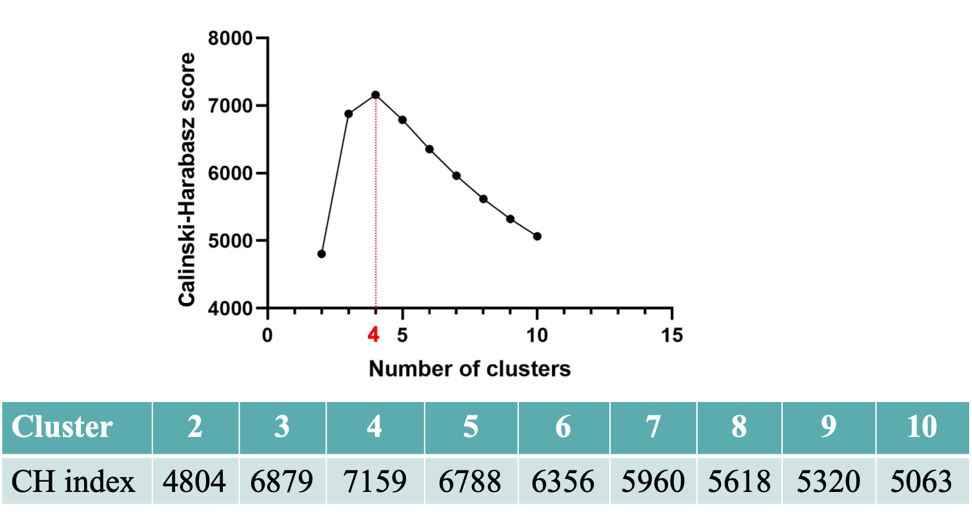 8000
7000
6000
5000
4000
Calinski-Harabasz score
0 4 5 10 15
Number of clusters
Cluster 2 3 4 5 6 7 8 9 10
CH index 4804 6879 7159 6788 6356 5960 5618 5320 5063